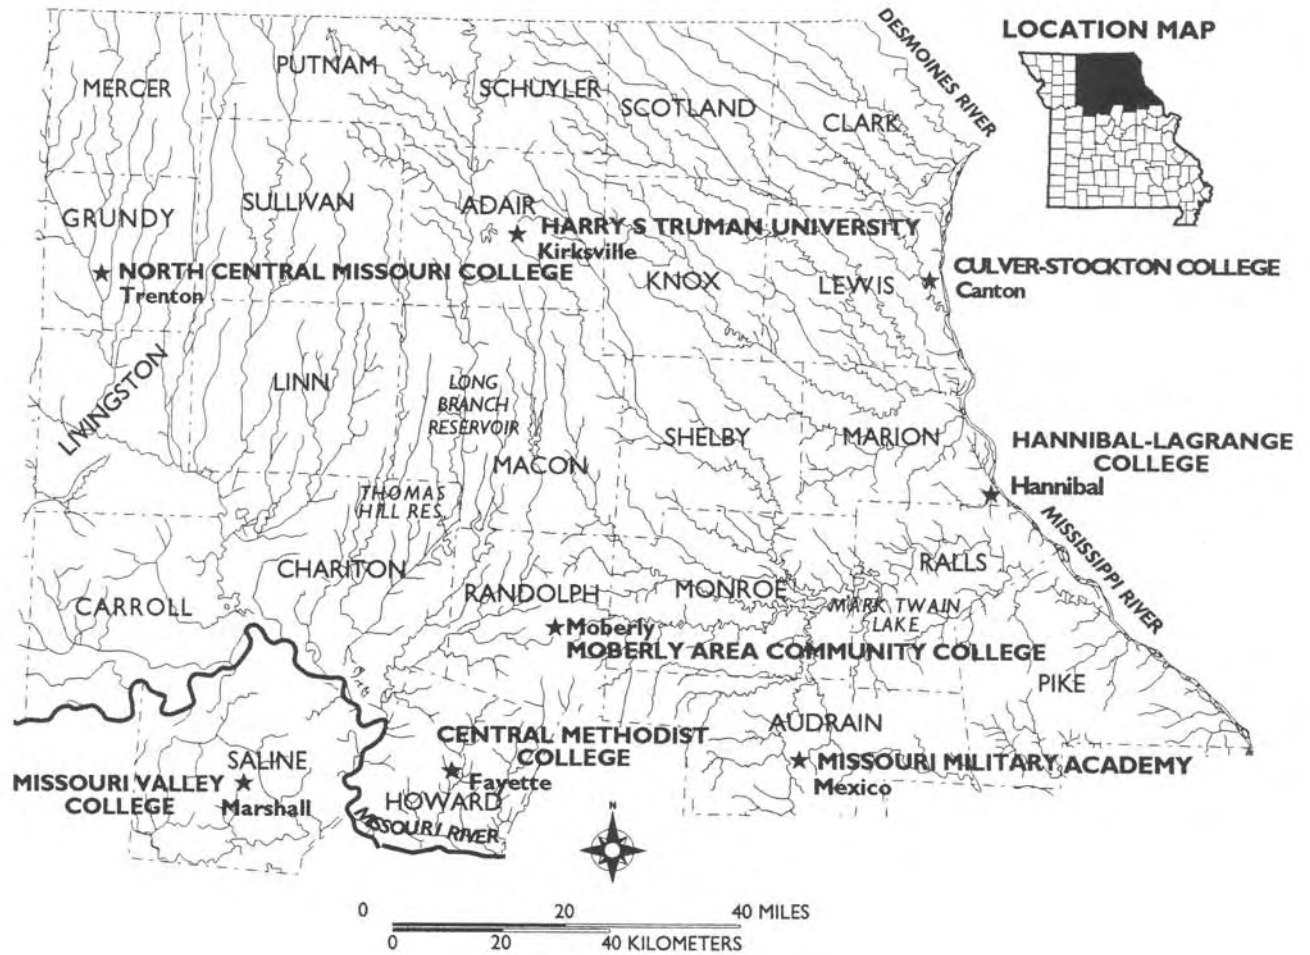 DESMOINES RIVER
LOCATION MAP
MERCER
PUTNAM
SCHUYLER
SCOTLAND
CLARK
GRUNDY
SULLIVAN
ADAIR
HARRY S TRUMAN UNIVERSITY
Kirksville
NORTH CENTRAL MISSOURI COLLEGE
Trenton
KNOX
LEWIS
CULVER-STOCKTON COLLEGE
Canton
LIVINGSTON
LINN
LONG
BRANCH
RESERVOIR
MACON
SHELBY
MARION
HANNIBAL-LAGRANGE
COLLEGE
Hannibal
THOMAS
HILL RES.
MISSISSIPPI RIVER
CARROLL
CHARITON
RANDOLPH
MONROE
RALLS
MARK TWAIN
LAKE
Moberly
MOBERLY AREA COMMUNITY COLLEGE
PIKE
AUDRAIN
MISSOURI MILITARY ACADEMY
Mexico
CENTRAL METHODIST
COLLEGE
Fayette
HOWARD
MISSOURI RIVER
SALINE
MISSOURI VALLEY
COLLEGE
Marshall
N
0 20 40 MILES
0 20 40 KILOMETERS